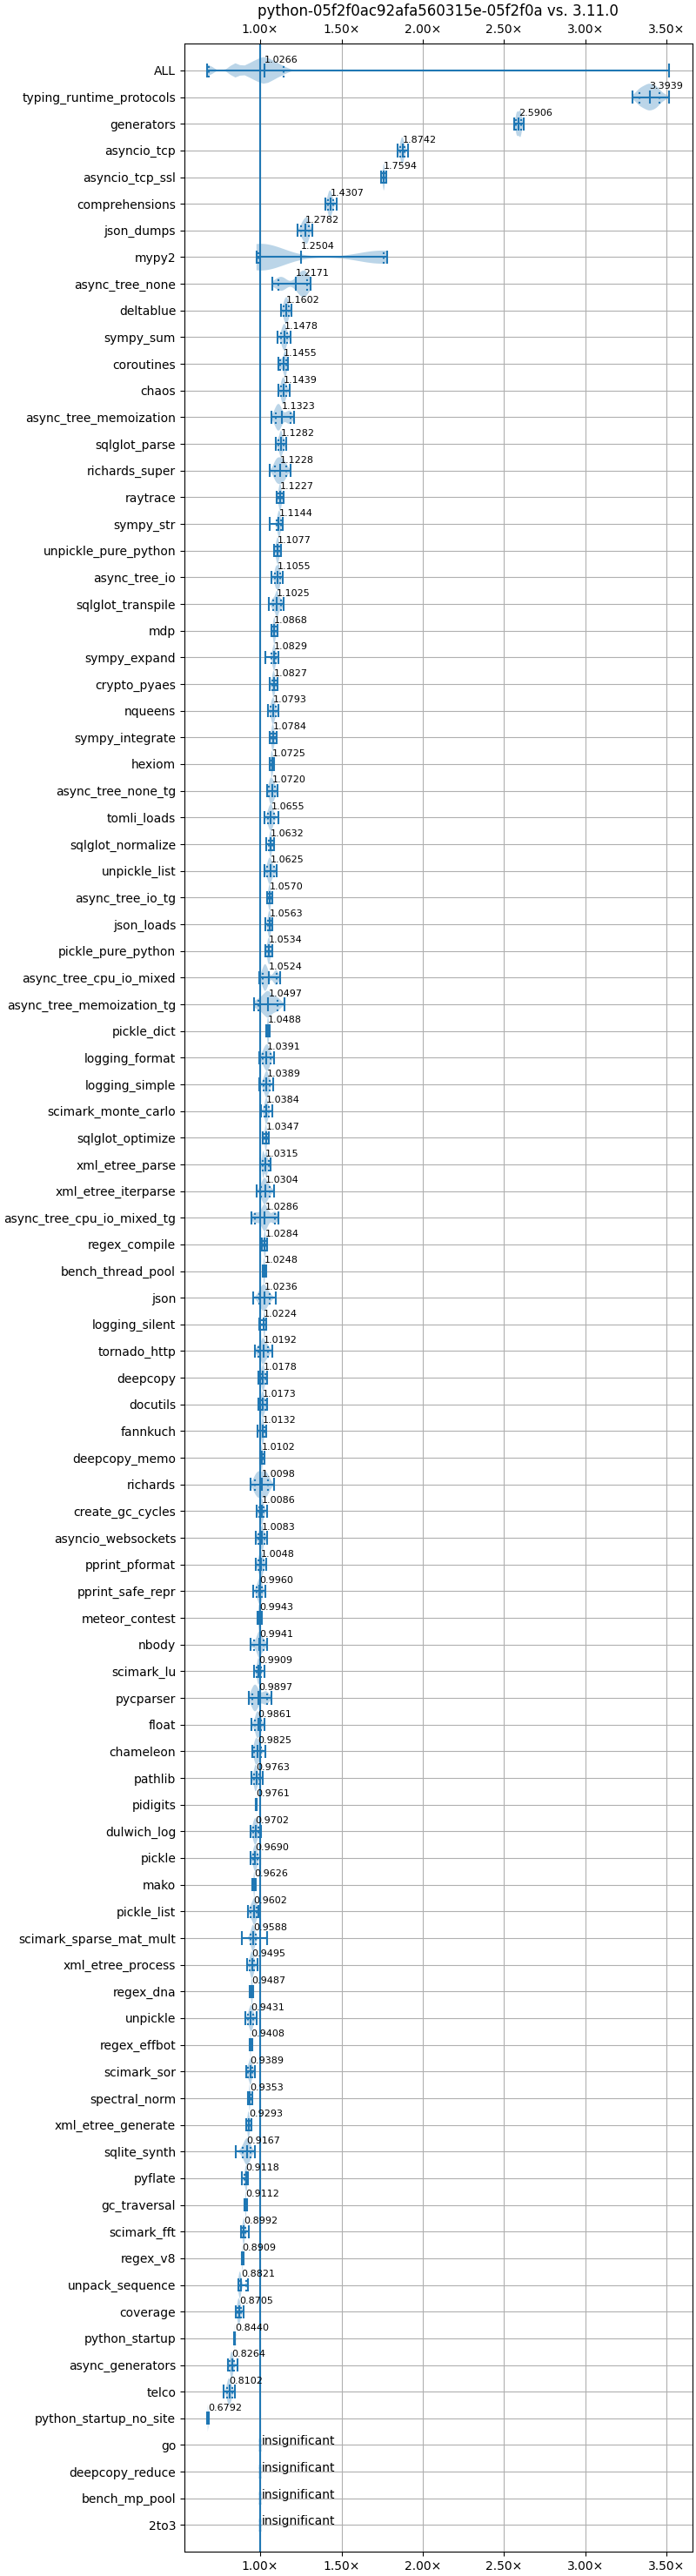 python-05f2f0ac92afa560315e-05f2f0a vs. 3.11.0
1.00× 1.50× 2.00× 2.50× 3.00× 3.50×
ALL 1.0266
typing_runtime_protocols 3.3939
generators 2.5906
asyncio_tcp 1.8742
asyncio_tcp_ssl 1.7594
comprehensions 1.4307
json_dumps 1.2782
mypy2 1.2504
async_tree_none 1.2171
deltablue 1.1602
sympy_sum 1.1478
coroutines 1.1455
chaos 1.1439
async_tree_memoization 1.1323
sqlglot_parse 1.1282
richards_super 1.1228
raytrace 1.1227
sympy_str 1.1144
unpickle_pure_python 1.1077
async_tree_io 1.1055
sqlglot_transpile 1.1025
mdp 1.0868
sympy_expand 1.0829
crypto_pyaes 1.0827
nqueens 1.0793
sympy_integrate 1.0784
hexiom 1.0725
async_tree_none_tg 1.0720
tomli_loads 1.0655
sqlglot_normalize 1.0632
unpickle_list 1.0625
async_tree_io_tg 1.0570
json_loads 1.0563
pickle_pure_python 1.0534
async_tree_cpu_io_mixed 1.0524
async_tree_memoization_tg 1.0497
pickle_dict 1.0488
logging_format 1.0391
logging_simple 1.0389
scimark_monte_carlo 1.0384
sqlglot_optimize 1.0347
xml_etree_parse 1.0315
xml_etree_iterparse 1.0304
async_tree_cpu_io_mixed_tg 1.0286
regex_compile 1.0284
bench_thread_pool 1.0248
json 1.0236
logging_silent 1.0224
tornado_http 1.0192
deepcopy 1.0178
docutils 1.0173
fannkuch 1.0132
deepcopy_memo 1.0102
richards 1.0098
create_gc_cycles 1.0086
asyncio_websockets 1.0083
pprint_pformat 1.0048
pprint_safe_repr 0.9960
meteor_contest 0.9943
nbody 0.9941
scimark_lu 0.9909
pycparser 0.9897
float 0.9861
chameleon 0.9825
pathlib 0.9763
pidigits 0.9761
dulwich_log 0.9702
pickle 0.9690
mako 0.9626
pickle_list 0.9602
scimark_sparse_mat_mult 0.9588
xml_etree_process 0.9495
regex_dna 0.9487
unpickle 0.9431
regex_effbot 0.9408
scimark_sor 0.9389
spectral_norm 0.9353
xml_etree_generate 0.9293
sqlite_synth 0.9167
pyflate 0.9118
gc_traversal 0.9112
scimark_fft 0.8992
regex_v8 0.8909
unpack_sequence 0.8821
coverage 0.8705
python_startup 0.8440
async_generators 0.8264
telco 0.8102
python_startup_no_site 0.6792
go insignificant
deepcopy_reduce insignificant
bench_mp_pool insignificant
2to3 insignificant
1.00× 1.50× 2.00× 2.50× 3.00× 3.50×